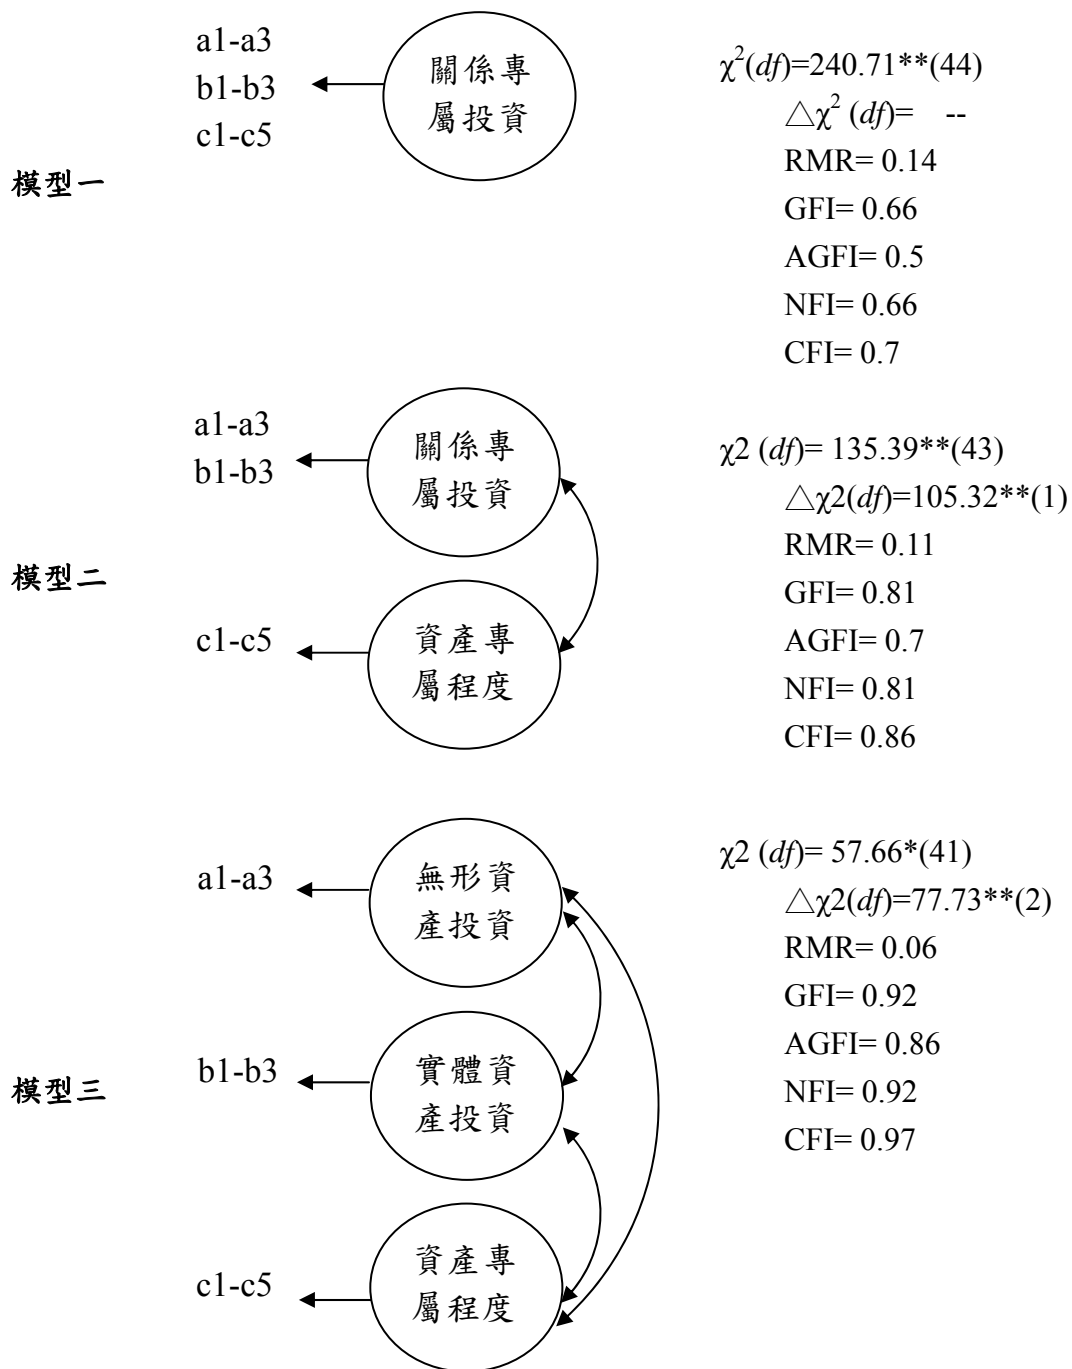 a1-a3
b1-b3
c1-c5
關係專
屬投資
模型一
χ²(df)=240.71**(44)
△χ² (df)= --
RMR= 0.14
GFI= 0.66
AGFI= 0.5
NFI= 0.66
CFI= 0.7
a1-a3
b1-b3
關係專
屬投資
模型二
c1-c5
資產專
屬程度
χ2 (df)= 135.39**(43)
△χ2(df)=105.32**(1)
RMR= 0.11
GFI= 0.81
AGFI= 0.7
NFI= 0.81
CFI= 0.86
a1-a3
無形資
產投資
模型三
b1-b3
實體資
產投資
c1-c5
資產專
屬程度
χ2 (df)= 57.66*(41)
△χ2(df)=77.73**(2)
RMR= 0.06
GFI= 0.92
AGFI= 0.86
NFI= 0.92
CFI= 0.97